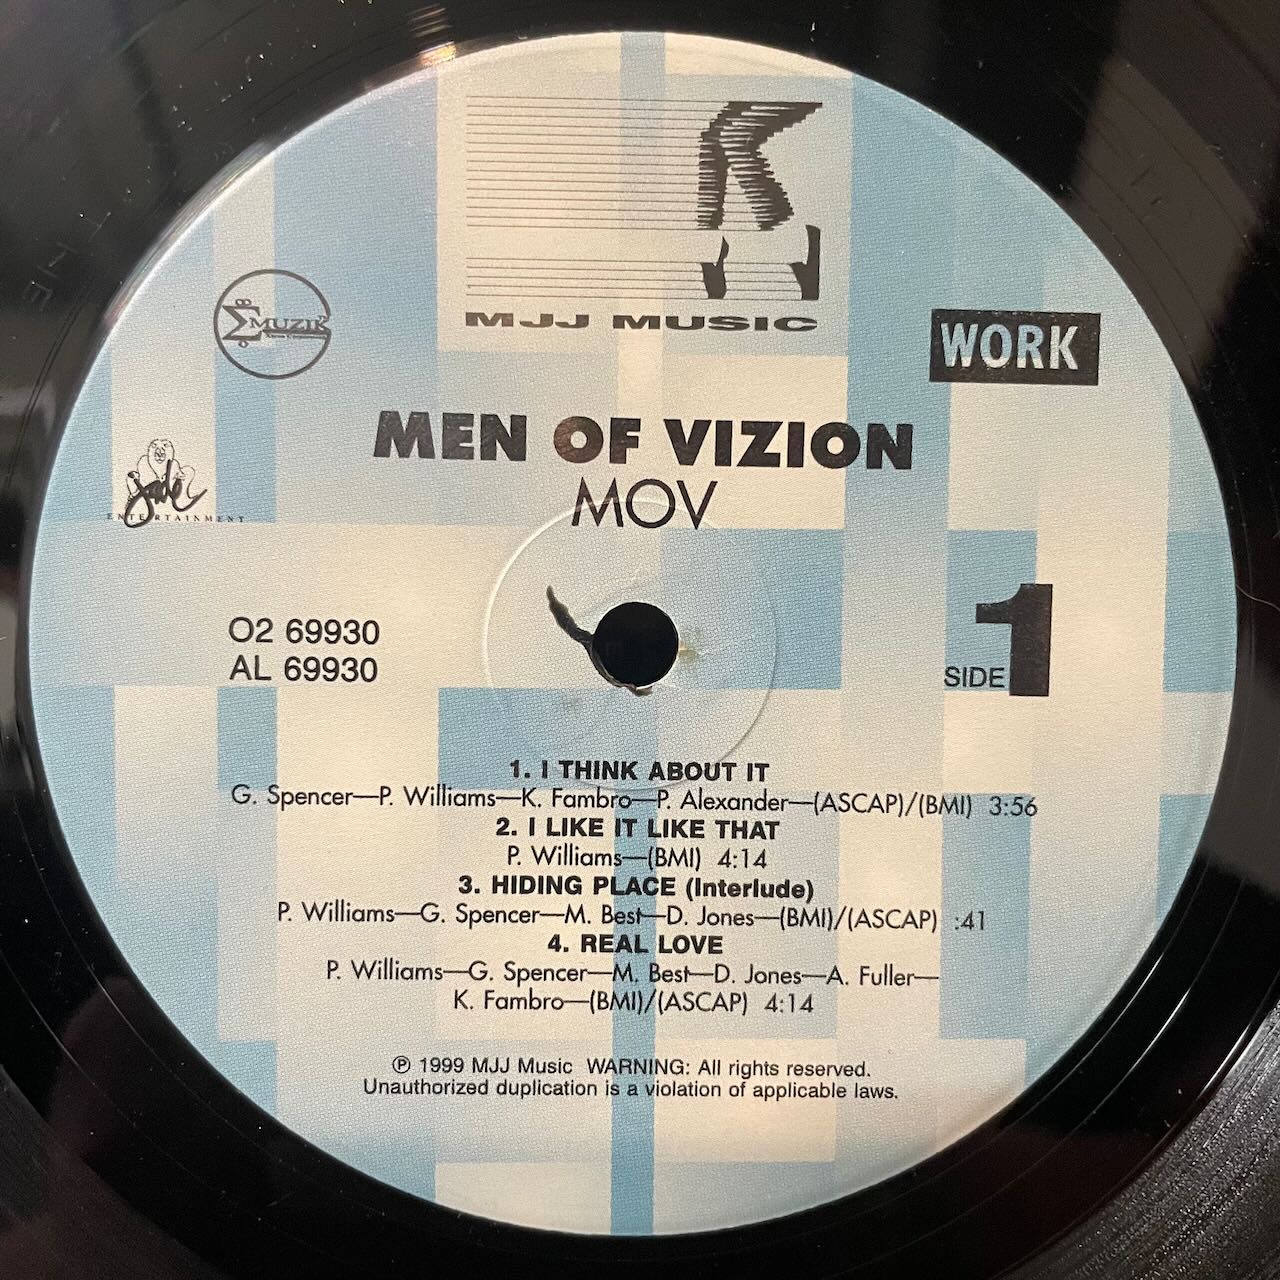 MJJ MUSIC
MUZIK
WORK
MEN OF VIZION
MOV
Jade
ENTERTAINMENT
O2 69930
AL 69930
SIDE 1
1. I THINK ABOUT IT
G. Spencer—P. Williams—K. Fambro—P. Alexander—(ASCAP)/(BMI) 3:56
2. I LIKE IT LIKE THAT
P. Williams—(BMI) 4:14
3. HIDING PLACE (Interlude)
P. Williams—G. Spencer—M. Best—D. Jones—(BMI)/(ASCAP) :41
4. REAL LOVE
P. Williams—G. Spencer—M. Best—D. Jones—A. Fuller—
K. Fambro—(BMI)/(ASCAP) 4:14
℗ 1999 MJJ Music WARNING: All rights reserved.
Unauthorized duplication is a violation of applicable laws.